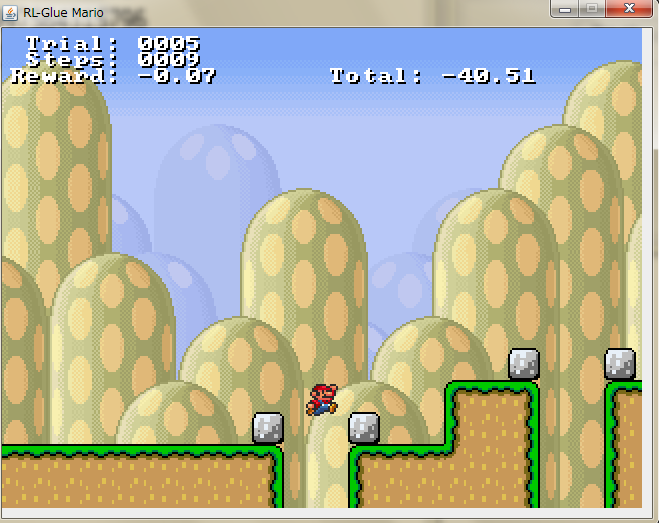 RL-Glue Mario
Trial: 0005
Steps: 0009
Reward: -0.07 Total: -40.51